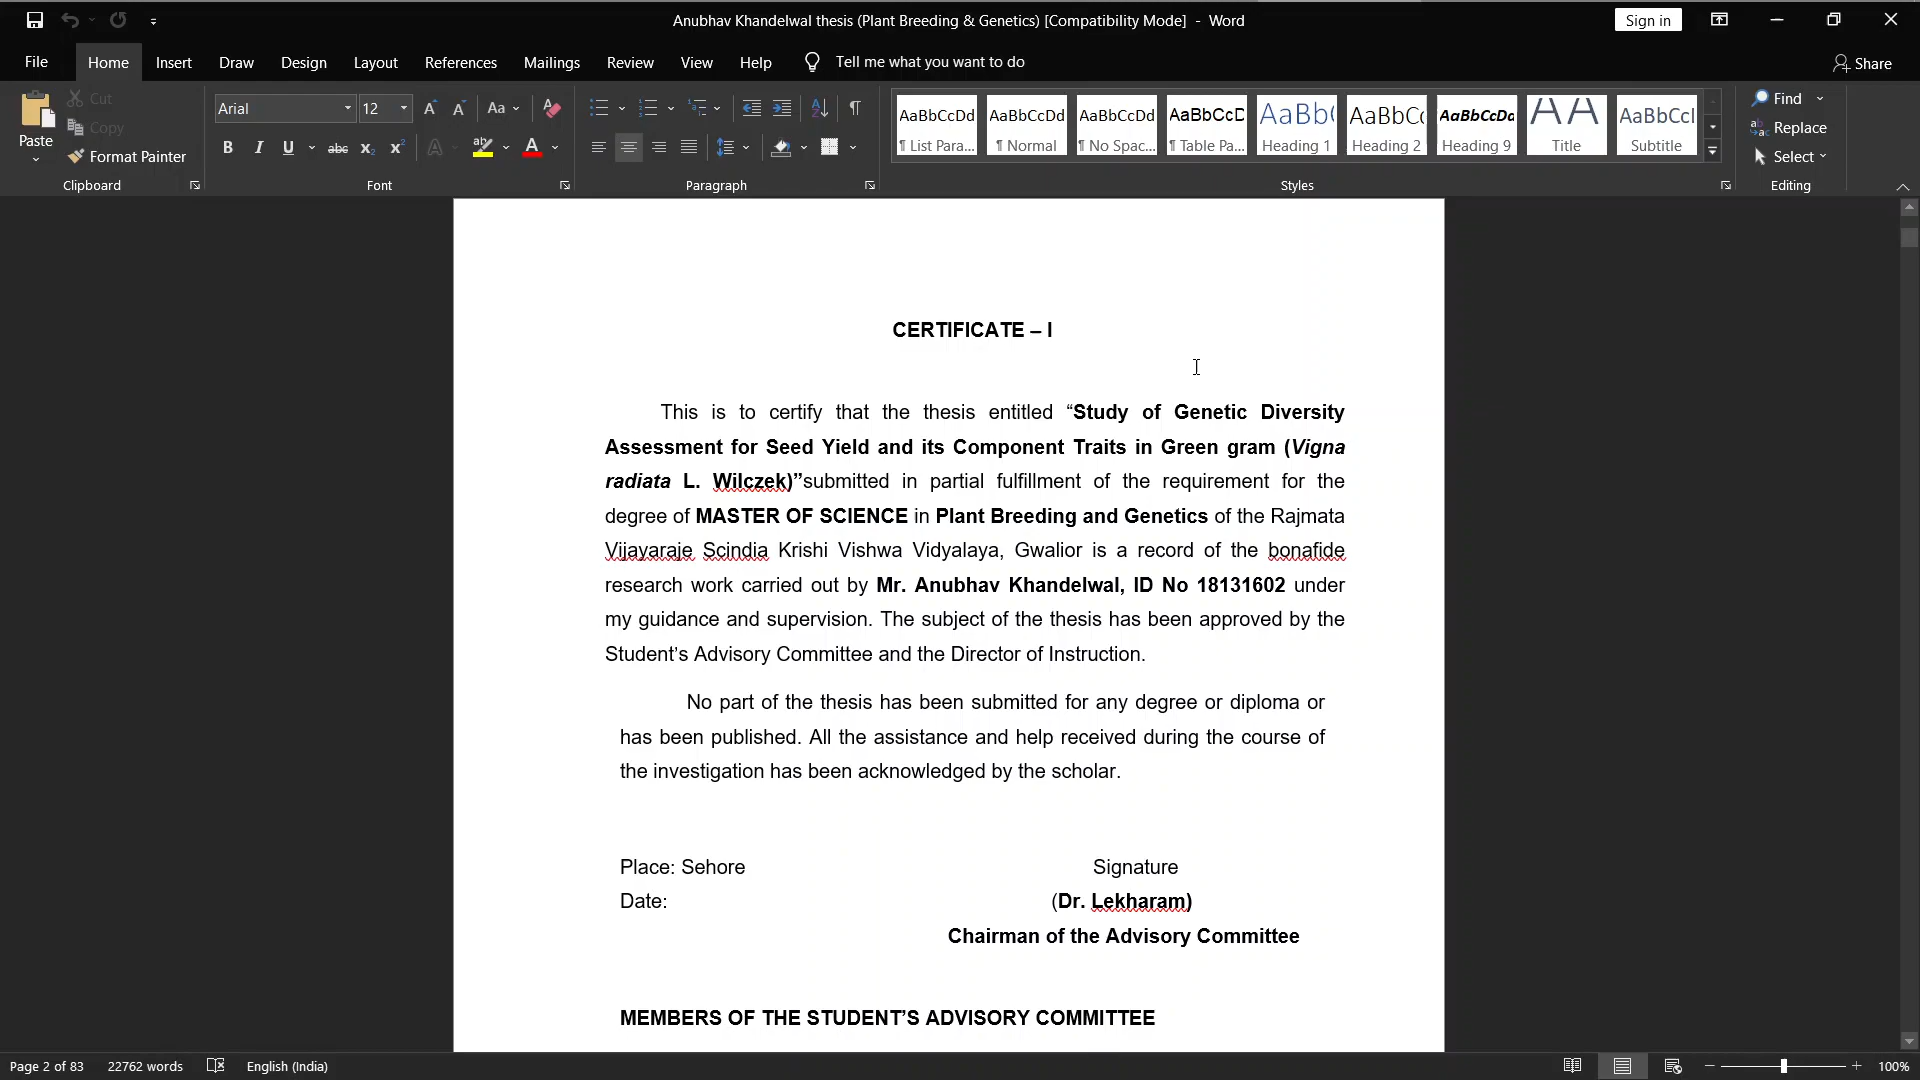 Anubhav Khandelwal thesis (Plant Breeding & Genetics) [Compatibility Mode] - Word
Sign in
File Home Insert Draw Design Layout References Mailings Review View Help Tell me what you want to do Share
Paste
Cut
Copy
Format Painter
Clipboard
Arial 12
Aa
B I U abc x₂ x² A ab A
Font
Paragraph
AaBbCcDd AaBbCcDd AaBbCcDd AaBbCcD AaBb( AaBbC( AaBbCcDa AA AaBbCcI
¶ List Para... ¶ Normal ¶ No Spac... ¶ Table Pa... Heading 1 Heading 2 Heading 9 Title Subtitle
Styles
Find
Replace
Select
Editing
CERTIFICATE – I
This is to certify that the thesis entitled “Study of Genetic Diversity
Assessment for Seed Yield and its Component Traits in Green gram (Vigna
radiata L. Wilczek)”submitted in partial fulfillment of the requirement for the
degree of MASTER OF SCIENCE in Plant Breeding and Genetics of the Rajmata
Vijayaraje Scindia Krishi Vishwa Vidyalaya, Gwalior is a record of the bonafide
research work carried out by Mr. Anubhav Khandelwal, ID No 18131602 under
my guidance and supervision. The subject of the thesis has been approved by the
Student’s Advisory Committee and the Director of Instruction.
No part of the thesis has been submitted for any degree or diploma or
has been published. All the assistance and help received during the course of
the investigation has been acknowledged by the scholar.
Place: Sehore Signature
Date: (Dr. Lekharam)
Chairman of the Advisory Committee
MEMBERS OF THE STUDENT’S ADVISORY COMMITTEE
Page 2 of 83 22762 words English (India) 100%